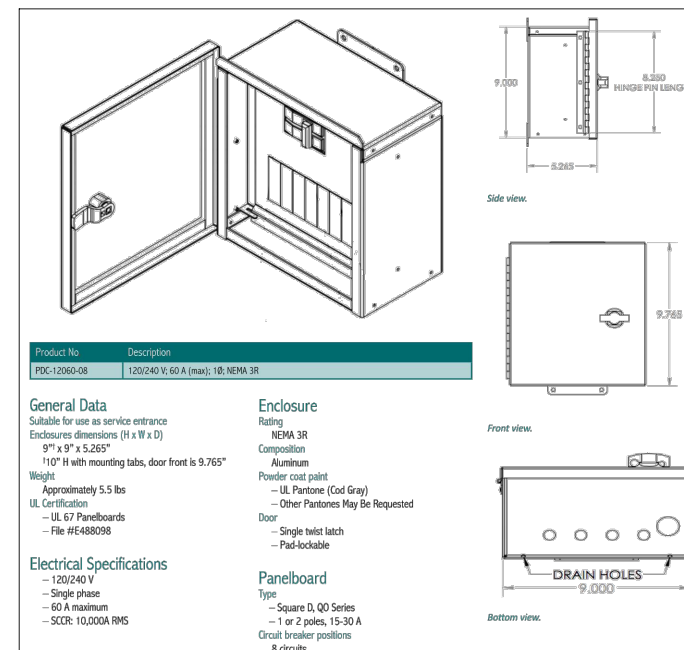 9.000
8.250
HINGE PIN LENG
5.265
Side view.
Product No Description
PDC-12060-08 120/240 V; 60 A (max); 1Ø; NEMA 3R
9.765
Front view.
General Data
Suitable for use as service entrance
Enclosures dimensions (H x W x D)
9"† x 9" x 5.265"
†10" H with mounting tabs, door front is 9.765"
Weight
Approximately 5.5 lbs
UL Certification
– UL 67 Panelboards
– File #E488098
Electrical Specifications
– 120/240 V
– Single phase
– 60 A maximum
– SCCR: 10,000A RMS
Enclosure
Rating
NEMA 3R
Composition
Aluminum
Powder coat paint
– UL Pantone (Cod Gray)
– Other Pantones May Be Requested
Door
– Single twist latch
– Pad-lockable
Panelboard
Type
– Square D, QO Series
– 1 or 2 poles, 15-30 A
Circuit breaker positions
8 circuits
DRAIN HOLES
9.000
Bottom view.